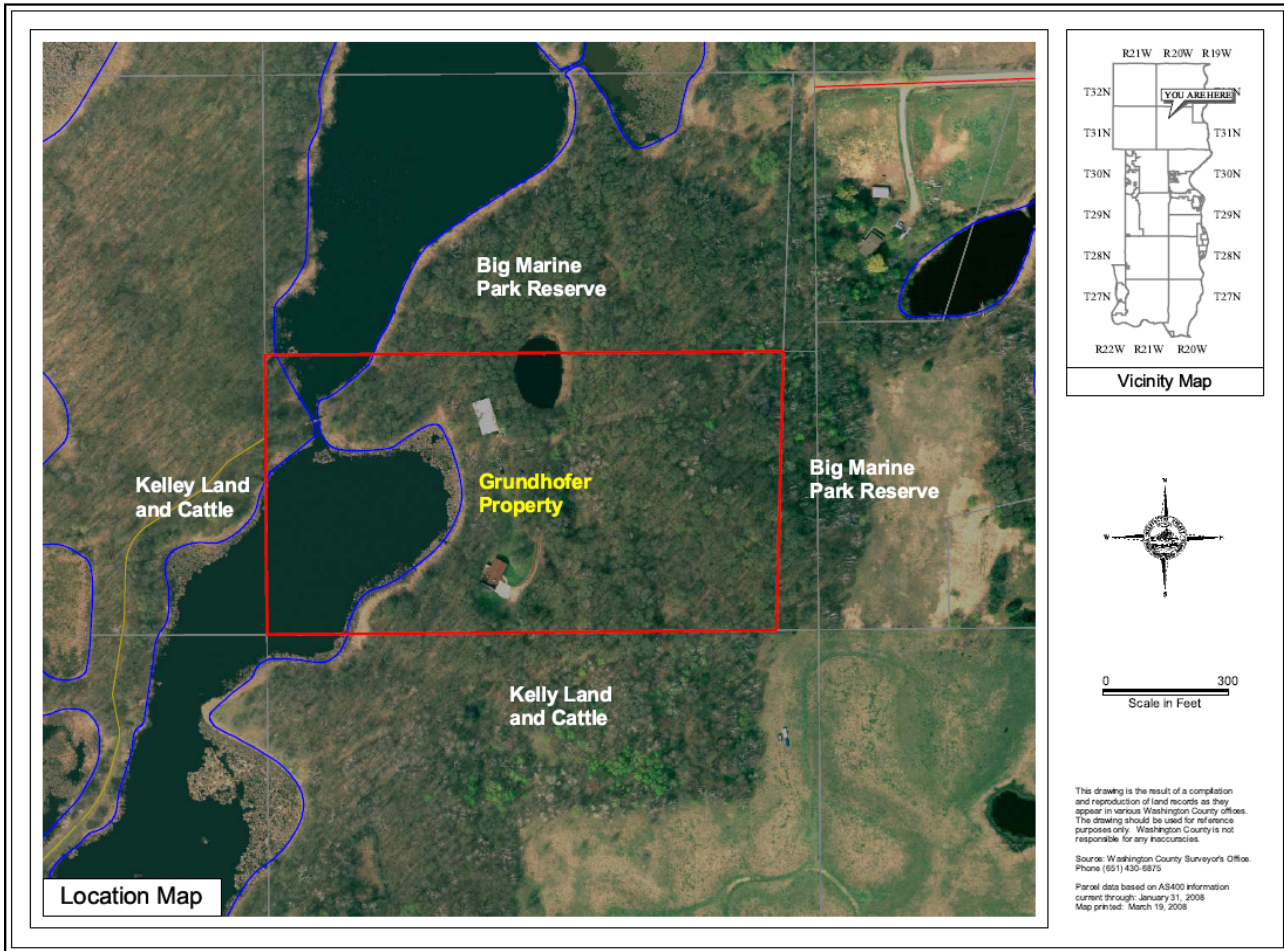 Big Marine
Park Reserve
Kelley Land
and Cattle
Grundhofer
Property
Big Marine
Park Reserve
Kelly Land
and Cattle
Location Map
R21W R20W R19W
T32N
YOU ARE HERE
N
T31N
T31N
T30N
T30N
T29N
T29N
T28N
T28N
T27N
T27N
R22W R21W R20W
Vicinity Map
N
W
E
S
0 300
Scale in Feet
This drawing is the result of a compilation
and reproduction of land records as they
appear in various Washington County offices.
The drawing should be used for reference
purposes only. Washington County is not
responsible for any inaccuracies.
Source: Washington County Surveyor's Office.
Phone (651) 430-6875
Parcel data based on AS400 information
current through: January 31, 2008
Map printed: March 19, 2008